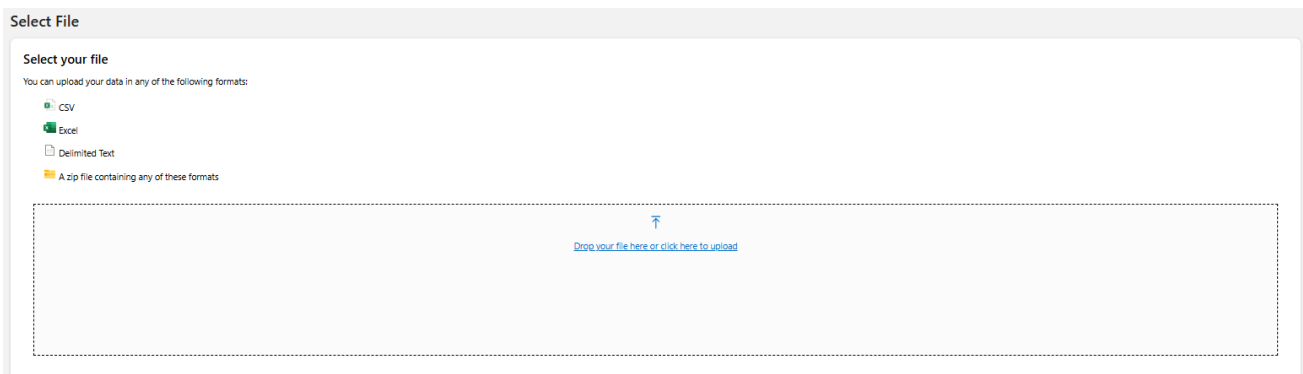 Select File
Select your file
You can upload your data in any of the following formats:
CSV
Excel
Delimited Text
A zip file containing any of these formats
Drop your file here or click here to upload